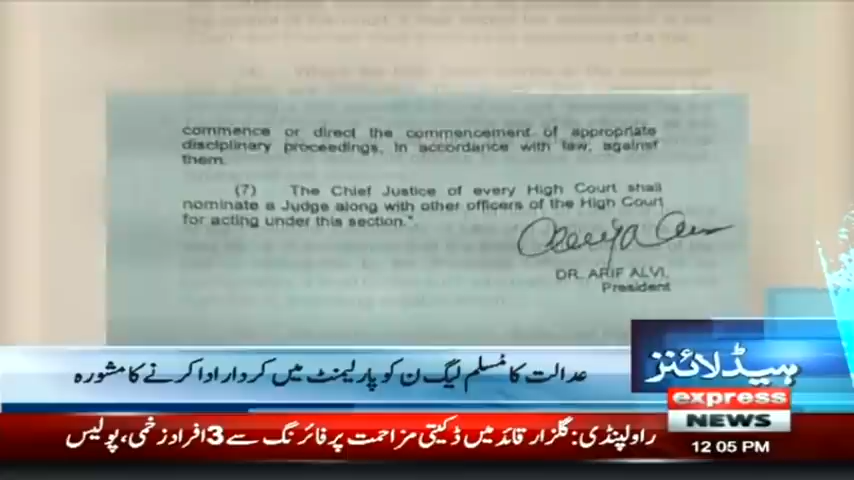 commence or direct the commencement of appropriate
disciplinary proceedings, in accordance with law, against
them.
(7) The Chief Justice of every High Court shall
nominate a Judge along with other officers of the High Court
for acting under this section.".
DR. ARIF ALVI,
President
عدالت کا مُسلم لیگ ن کو پارلیمنٹ میں کردار ادا کرنے کا مشورہ
ہیڈلائنز
express
NEWS
راولپنڈی: گلزار قائد میں ڈکیتی مزاحمت پر فائرنگ سے 3 افراد زخمی، پولیس
12:05 PM